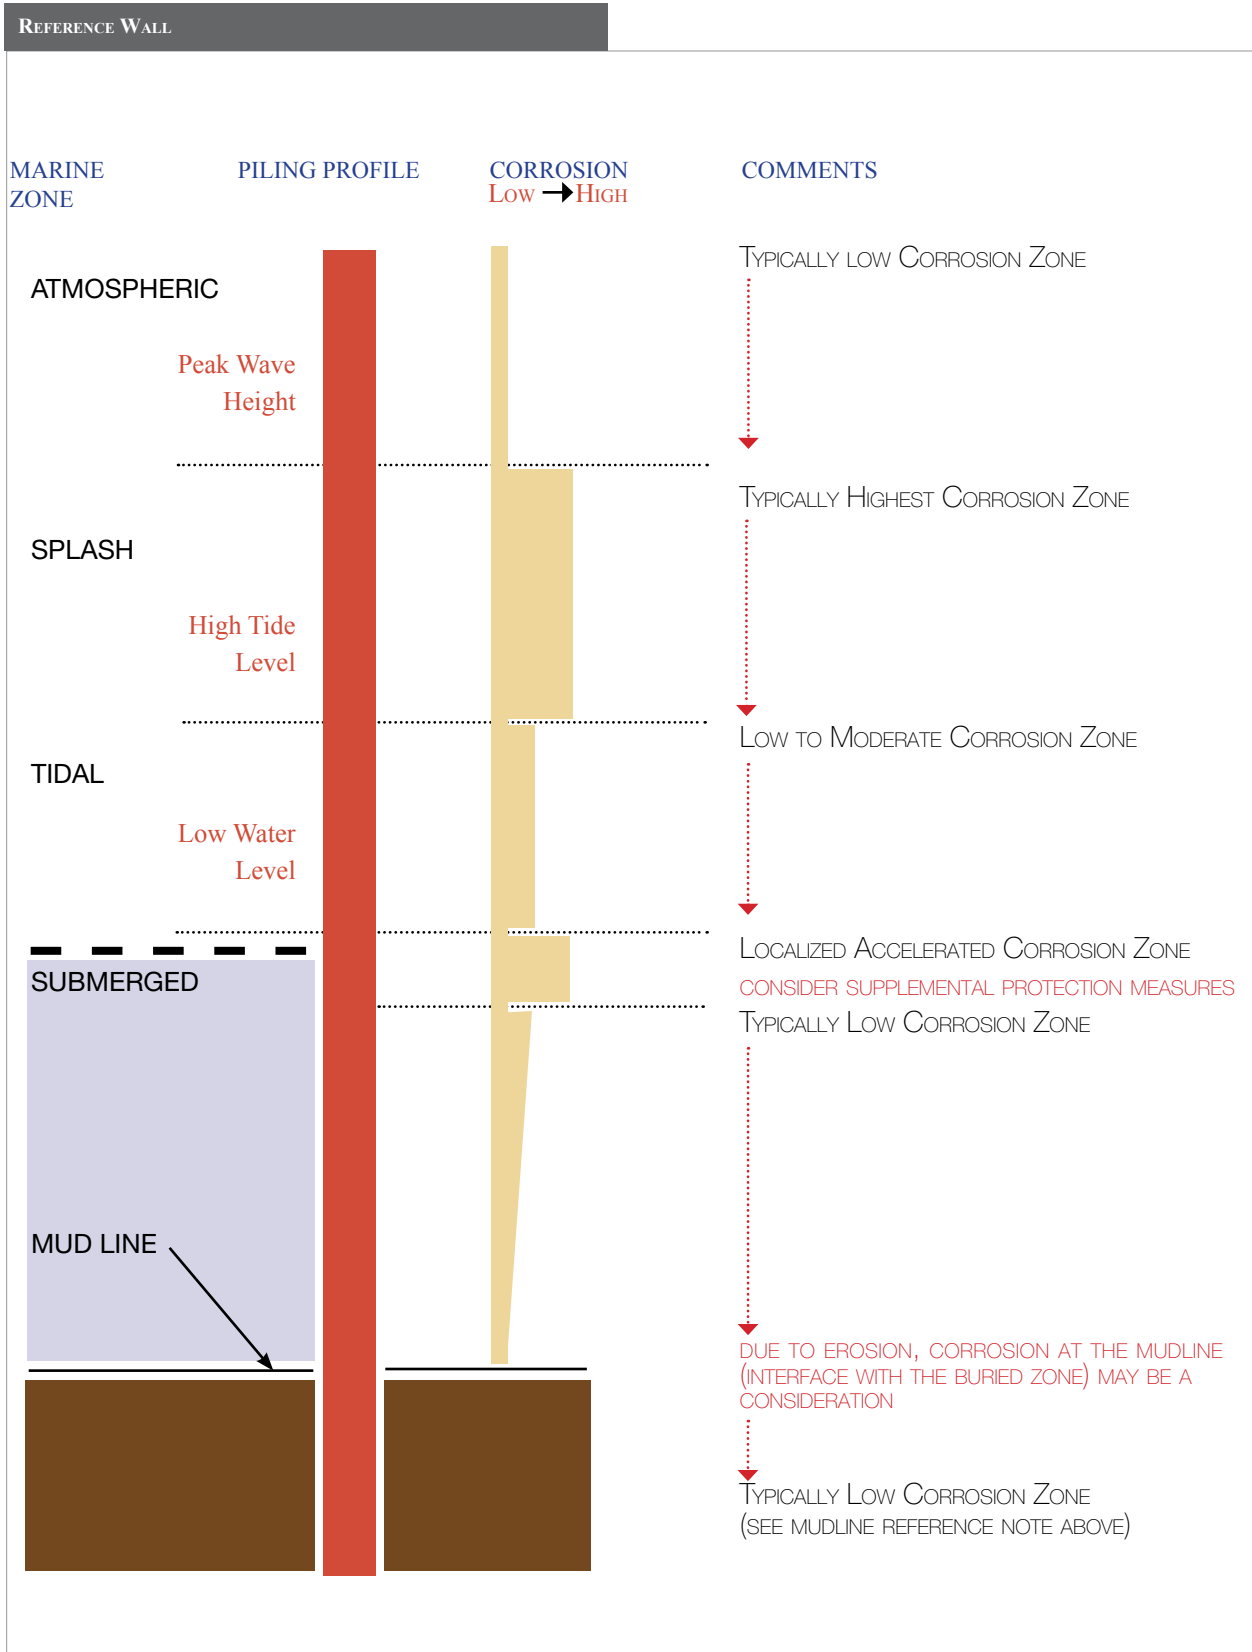 Reference Wall
MARINE
ZONE
PILING PROFILE
CORROSION
Low High
COMMENTS
ATMOSPHERIC
Peak Wave
Height
Typically low Corrosion Zone
SPLASH
High Tide
Level
Typically Highest Corrosion Zone
TIDAL
Low Water
Level
Low to Moderate Corrosion Zone
SUBMERGED
Localized Accelerated Corrosion Zone
consider supplemental protection measures
Typically Low Corrosion Zone
MUD LINE
due to erosion, corrosion at the mudline
(interface with the buried zone) may be a
consideration
Typically Low Corrosion Zone
(see mudline reference note above)